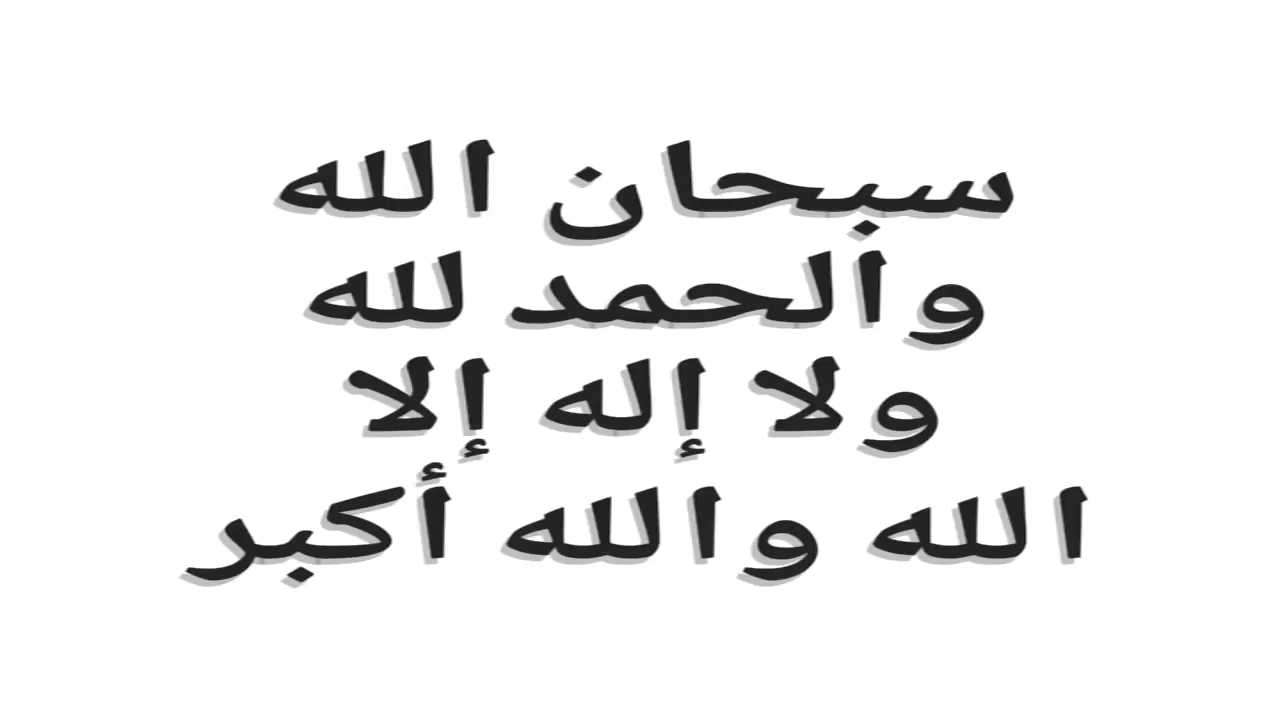 سبحان الله
والحمد لله
ولا إله إلا
الله والله أكبر